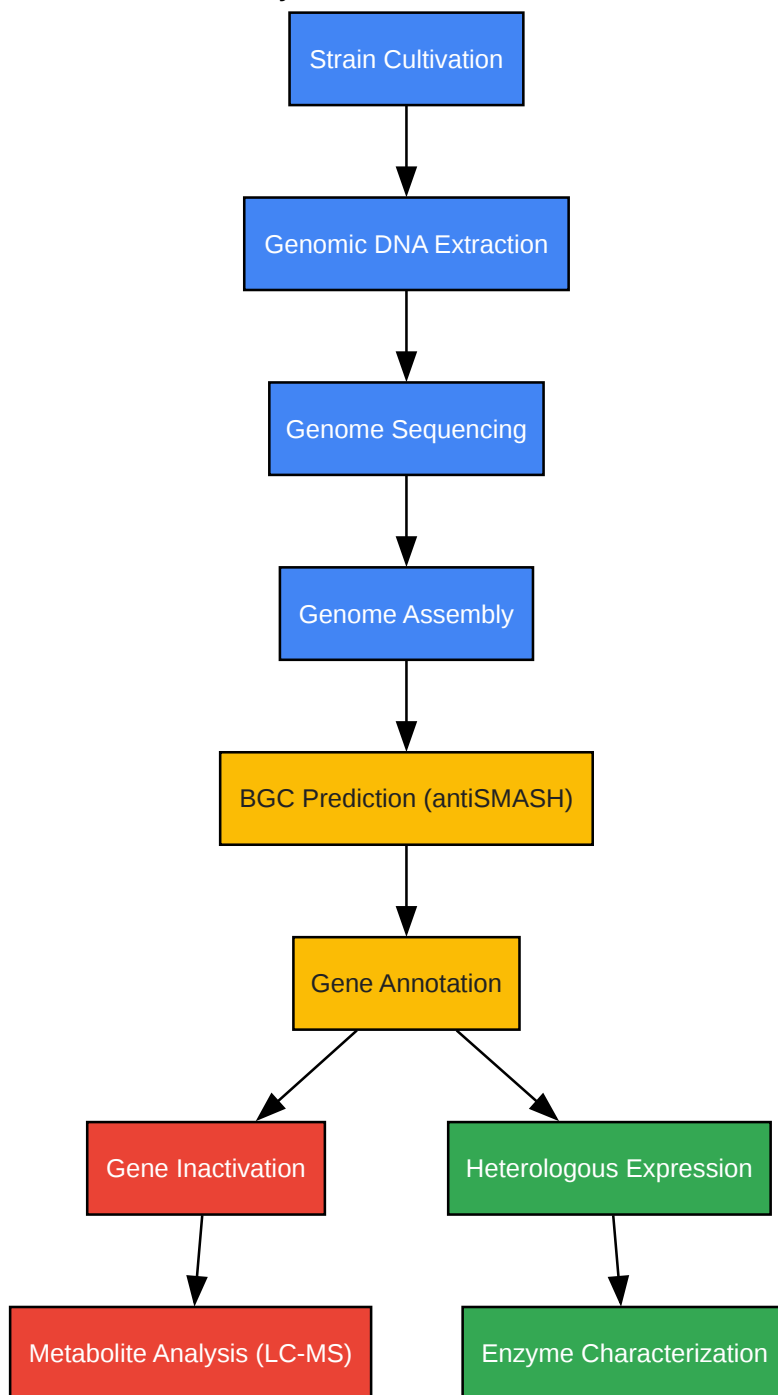 Strain Cultivation
Genomic DNA Extraction
Genome Sequencing
Genome Assembly
BGC Prediction (antiSMASH)
Gene Annotation
Gene Inactivation
Heterologous Expression
Metabolite Analysis (LC-MS)
Enzyme Characterization